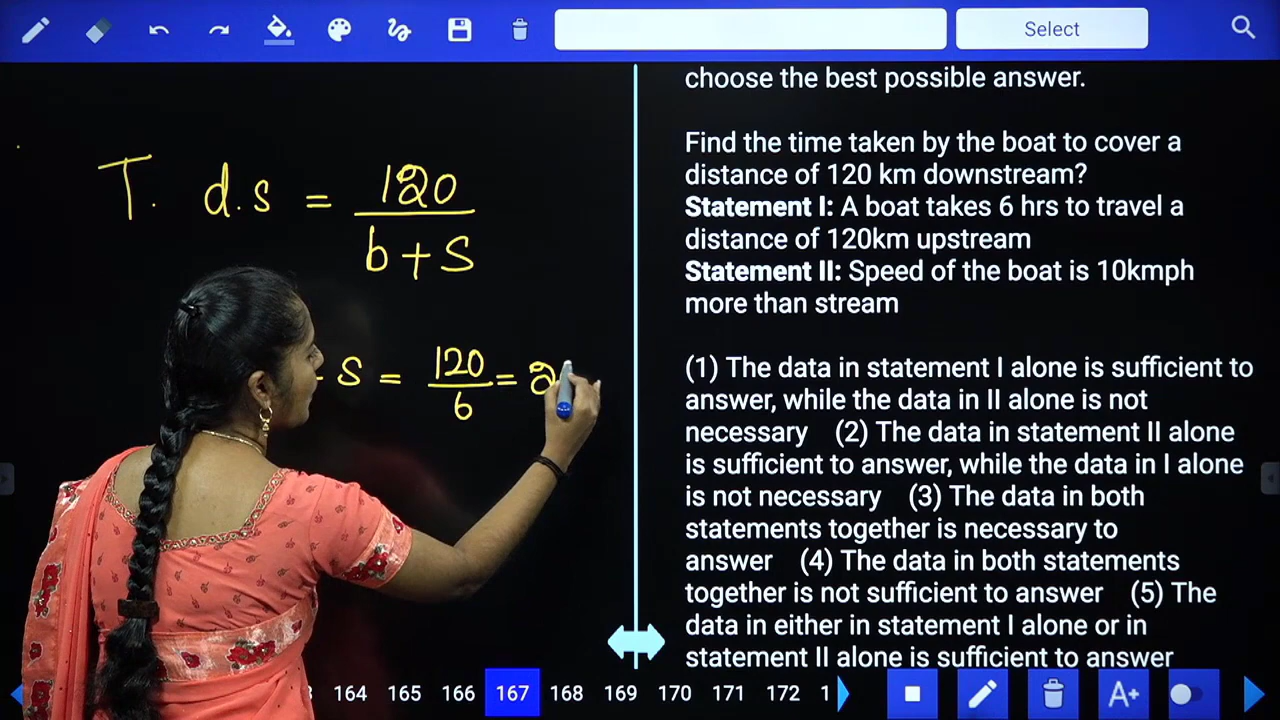 Select
T. d.s = 120
b + s
s = 120 = 2
6
choose the best possible answer.
Find the time taken by the boat to cover a
distance of 120 km downstream?
Statement I: A boat takes 6 hrs to travel a
distance of 120km upstream
Statement II: Speed of the boat is 10kmph
more than stream
(1) The data in statement I alone is sufficient to
answer, while the data in II alone is not
necessary (2) The data in statement II alone
is sufficient to answer, while the data in I alone
is not necessary (3) The data in both
statements together is necessary to
answer (4) The data in both statements
together is not sufficient to answer (5) The
data in either in statement I alone or in
statement II alone is sufficient to answer
164 165 166 167 168 169 170 171 172 1
A+